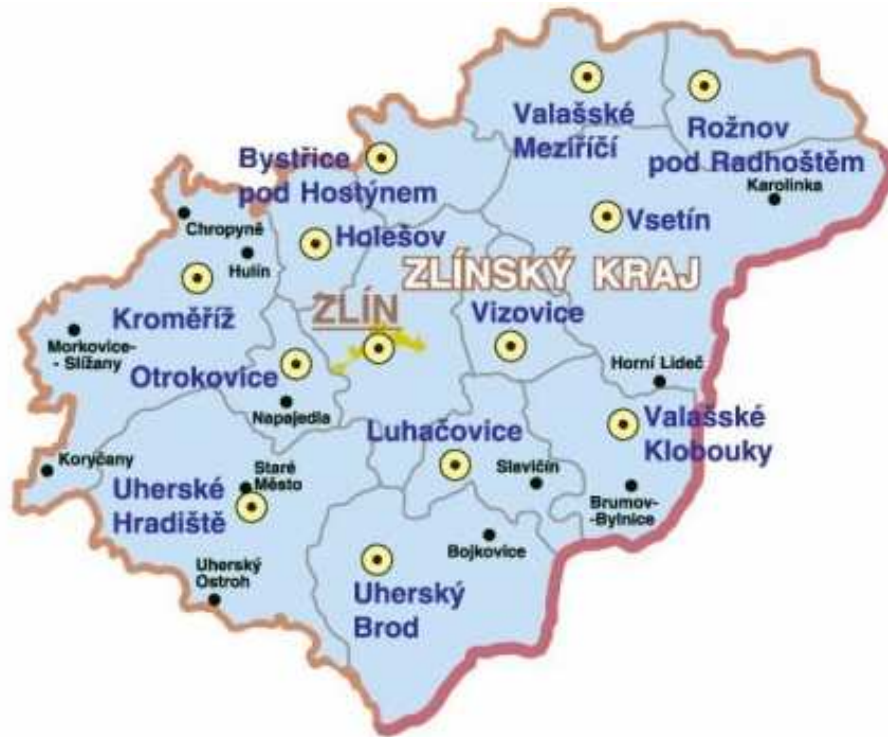 Valašské
Meziříčí
Rožnov
pod Radhoštěm
Karolinka
Bystřice
pod Hostýnem
Vsetín
Chropyně
Holešov
Hulín
ZLÍNSKÝ KRAJ
Kroměříž
ZLÍN
Vizovice
Morkovice-
- Slížany
Otrokovice
Horní Lideč
Napajedla
Luhačovice
Valašské
Klobouky
Koryčany
Staré
Město
Slavičín
Uherské
Hradiště
Brumov-
-Bylnice
Bojkovice
Uherský
Ostroh
Uherský
Brod